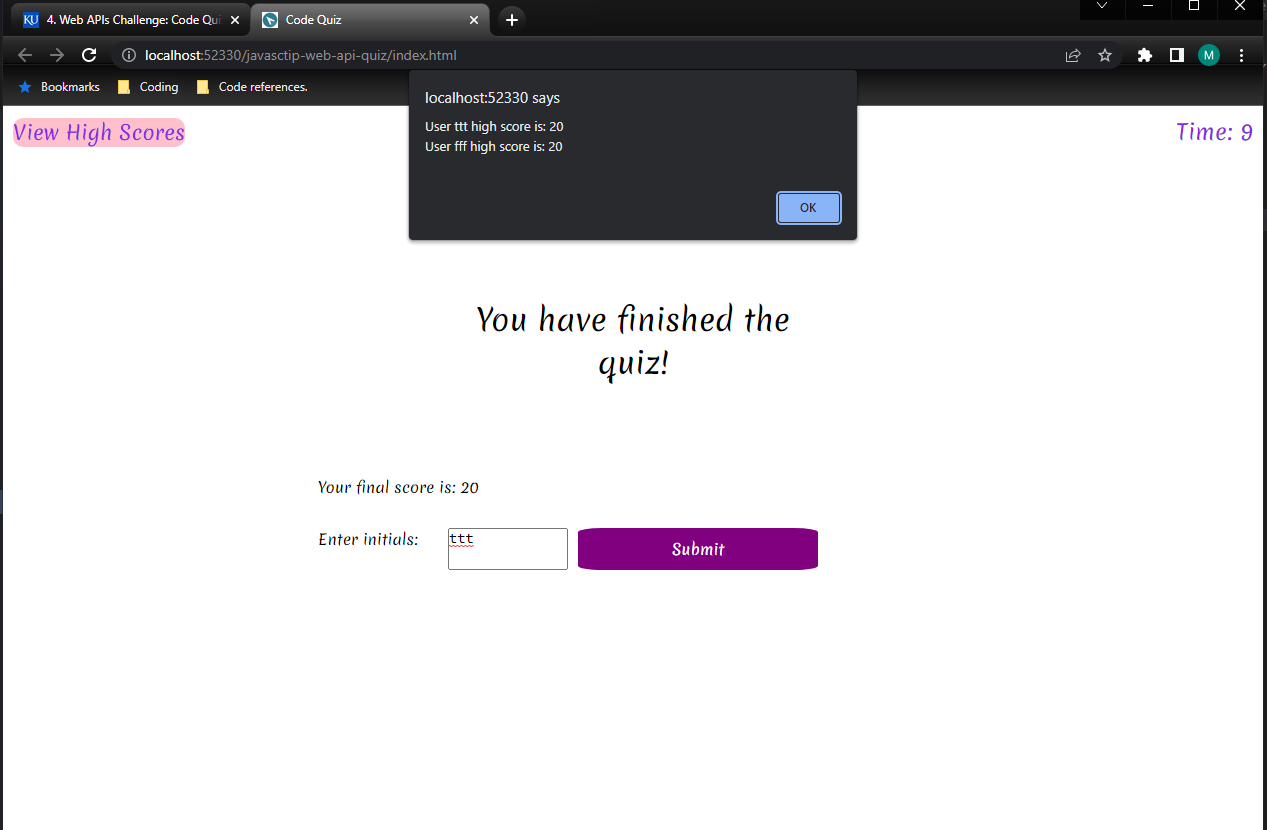 4. Web APIs Challenge: Code Qui
Code Quiz
localhost:52330/javasctip-web-api-quiz/index.html
M
Bookmarks
Coding
Code references.
localhost:52330 says
User ttt high score is: 20
User fff high score is: 20
OK
View High Scores
Time: 9
You have finished the
quiz!
Your final score is: 20
Enter initials:
ttt
Submit